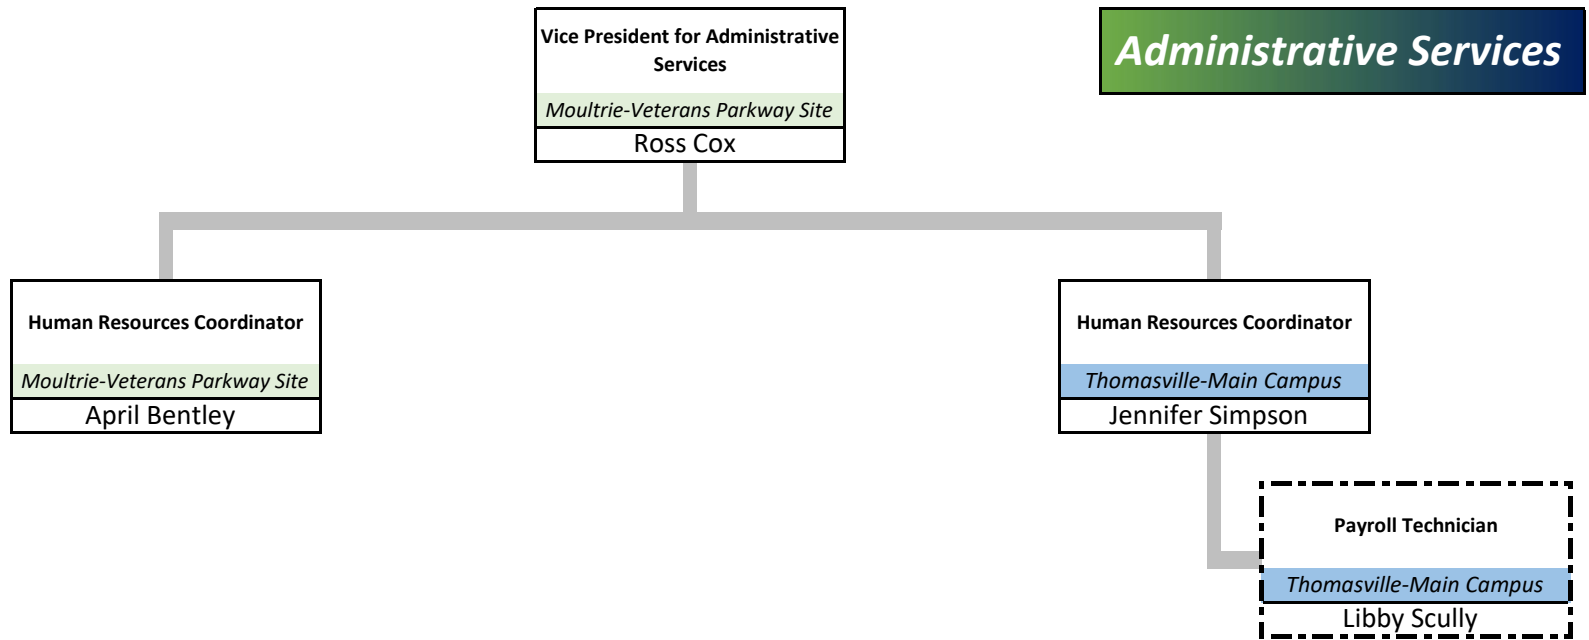 Vice President for Administrative
Services
Moultrie-Veterans Parkway Site
Ross Cox
Administrative Services
Human Resources Coordinator
Moultrie-Veterans Parkway Site
April Bentley
Human Resources Coordinator
Thomasville-Main Campus
Jennifer Simpson
Payroll Technician
Thomasville-Main Campus
Libby Scully